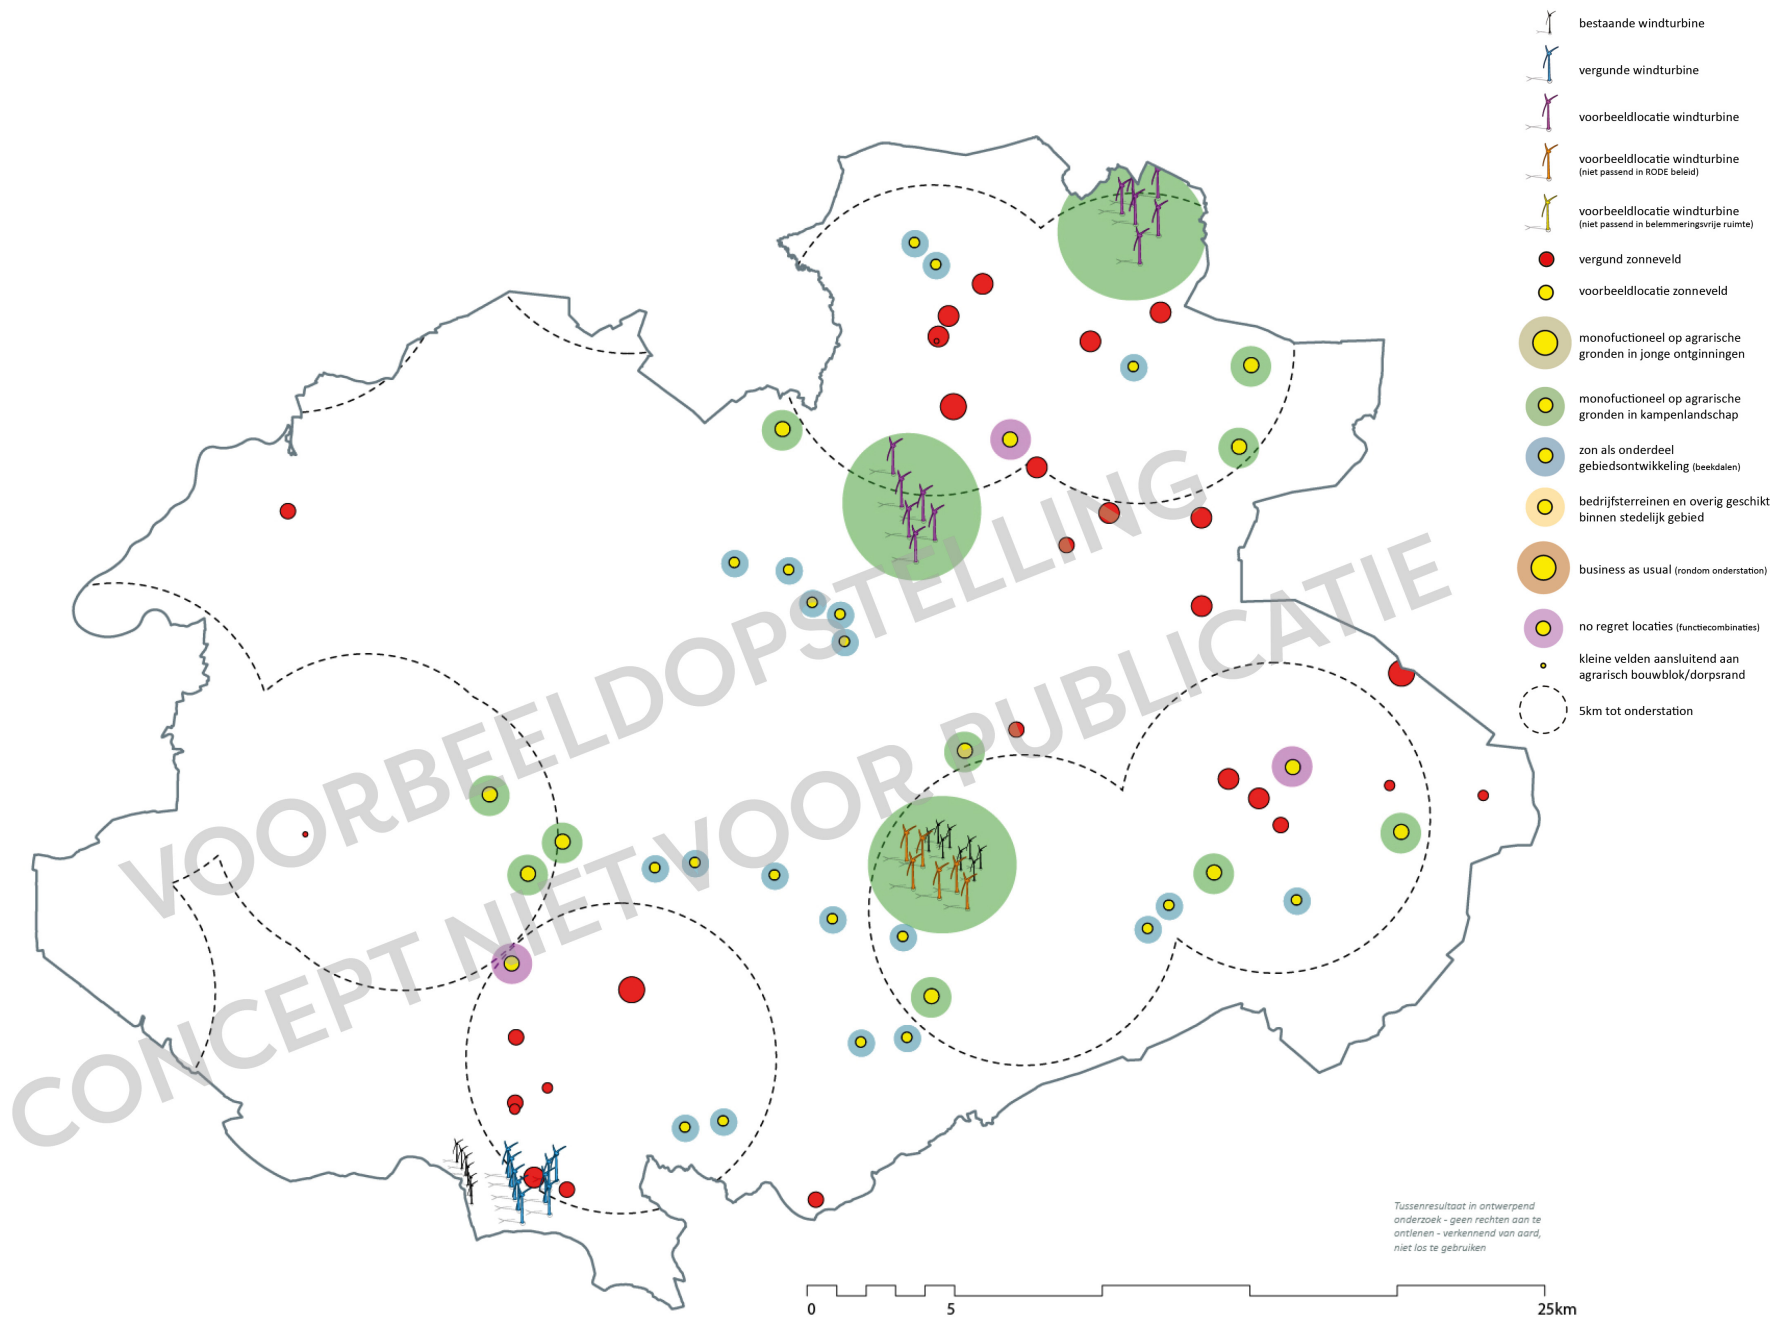 bestaande windturbine
vergunde windturbine
voorbeeldlocatie windturbine
voorbeeldlocatie windturbine
(niet passend in RODE beleid)
voorbeeldlocatie windturbine
(niet passend in belemmeringsvrije ruimte)
vergund zonneveld
voorbeeldlocatie zonneveld
monofuctioneel op agrarische
gronden in jonge ontginningen
monofuctioneel op agrarische
gronden in kampenlandschap
zon als onderdeel
gebiedsontwikkeling (beekdalen)
bedrijfsterreinen en overig geschikt
binnen stedelijk gebied
business as usual (rondom onderstation)
no regret locaties (functiecombinaties)
kleine velden aansluitend aan
agrarisch bouwblok/dorpsrand
5km tot onderstation
VOORBEELDOPSTELLING
CONCEPT NIET VOOR PUBLICATIE
Tussenresultaat in ontwerpend
onderzoek - geen rechten aan te
ontlenen - verkennend van aard,
niet los te gebruiken
0 5 25km